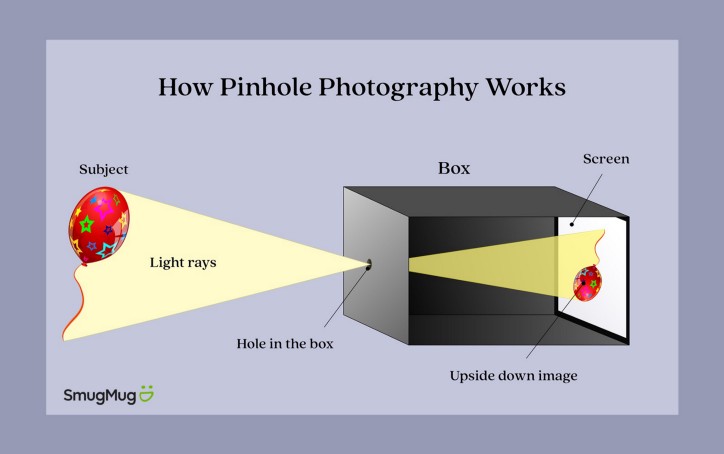 How Pinhole Photography Works
Subject
Box
Screen
Light rays
Hole in the box
Upside down image
SmugMug